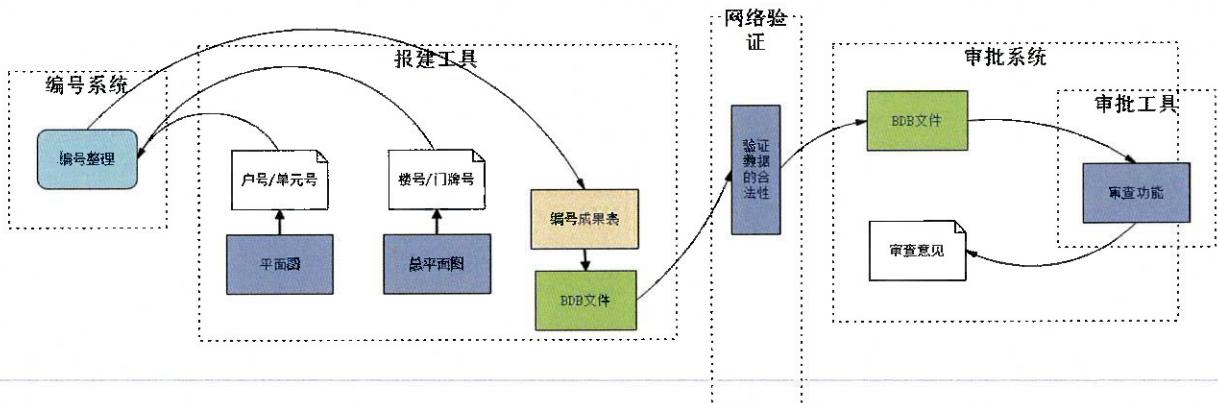 网络验
证
报建工具
审批系统
编号系统
审批工具
编号整理
户号/单元号
楼号/门牌号
编号成果表
平面图
总平面图
BDB文件
验证
数据
的合
法性
BDB文件
审查功能
审查意见